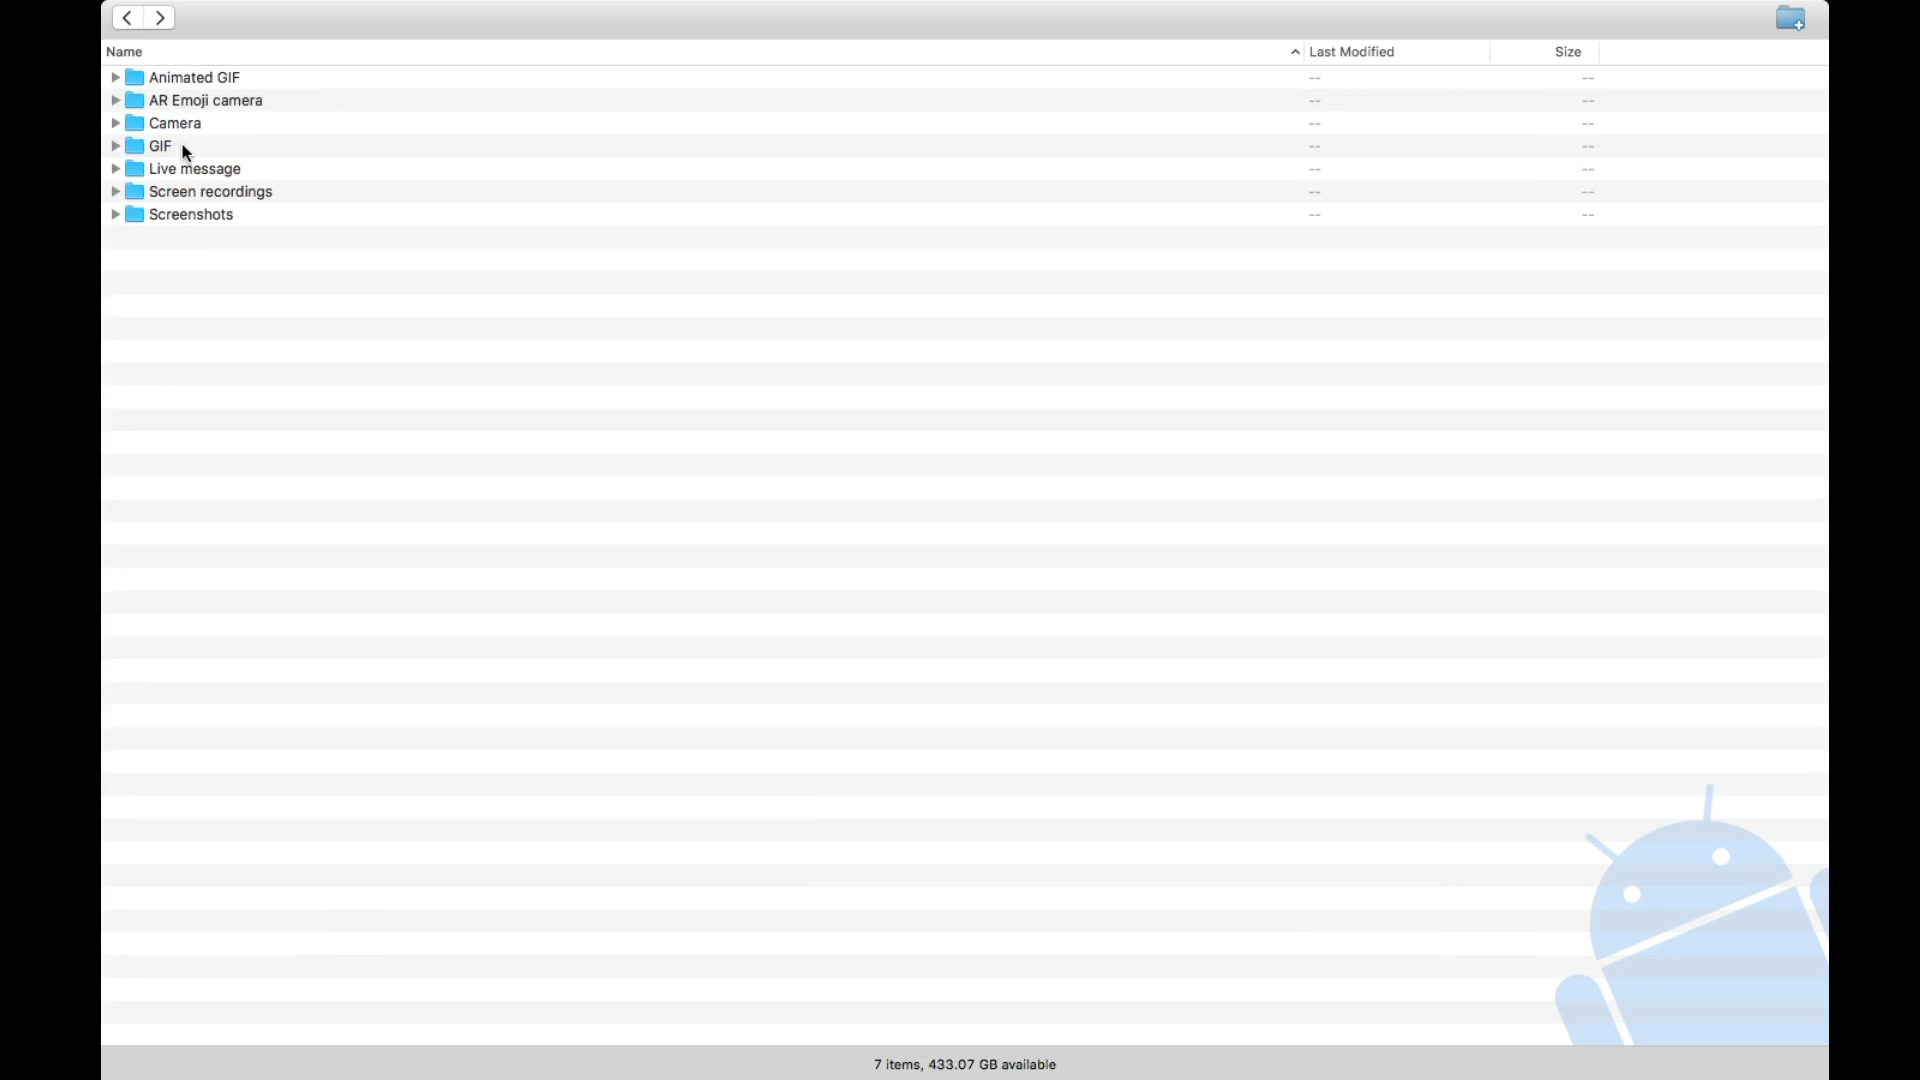 Name Last Modified Size
Animated GIF -- --
AR Emoji camera -- --
Camera -- --
GIF -- --
Live message -- --
Screen recordings -- --
Screenshots -- --
7 items, 433.07 GB available